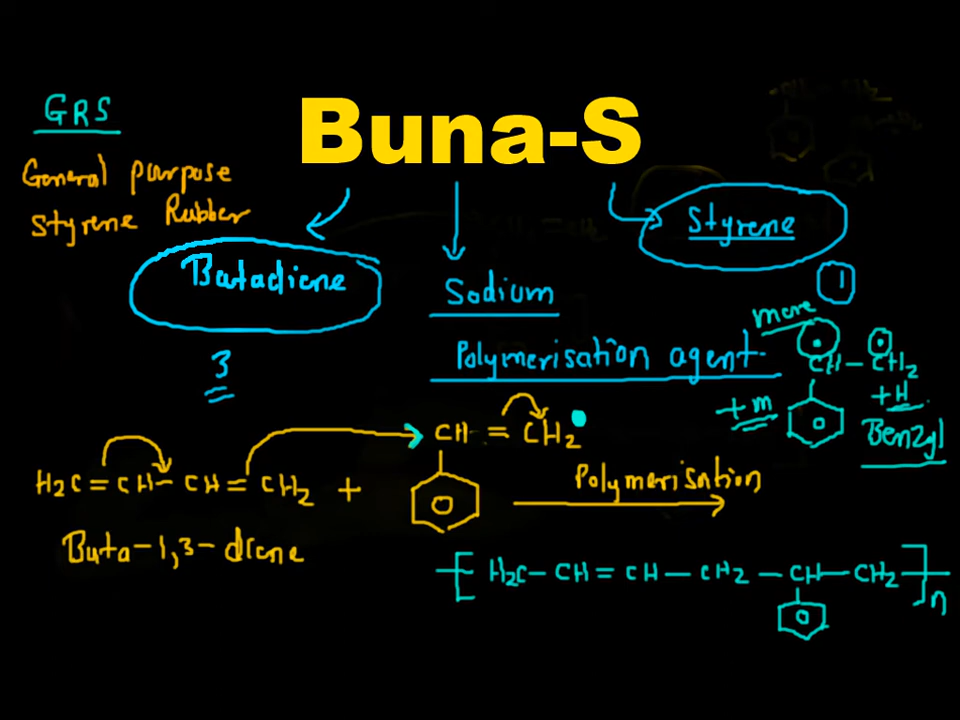 Buna-S
GRS
General purpose
Styrene Rubber
Butadiene
3
Sodium
Polymerisation agent.
Styrene
1
more
CH — CH2
+m
+H
Benzyl
H2C = CH — CH = CH2 + CH = CH2
Polymerisation
Buta-1,3-diene
[ H2C — CH = CH — CH2 — CH — CH2 ]n